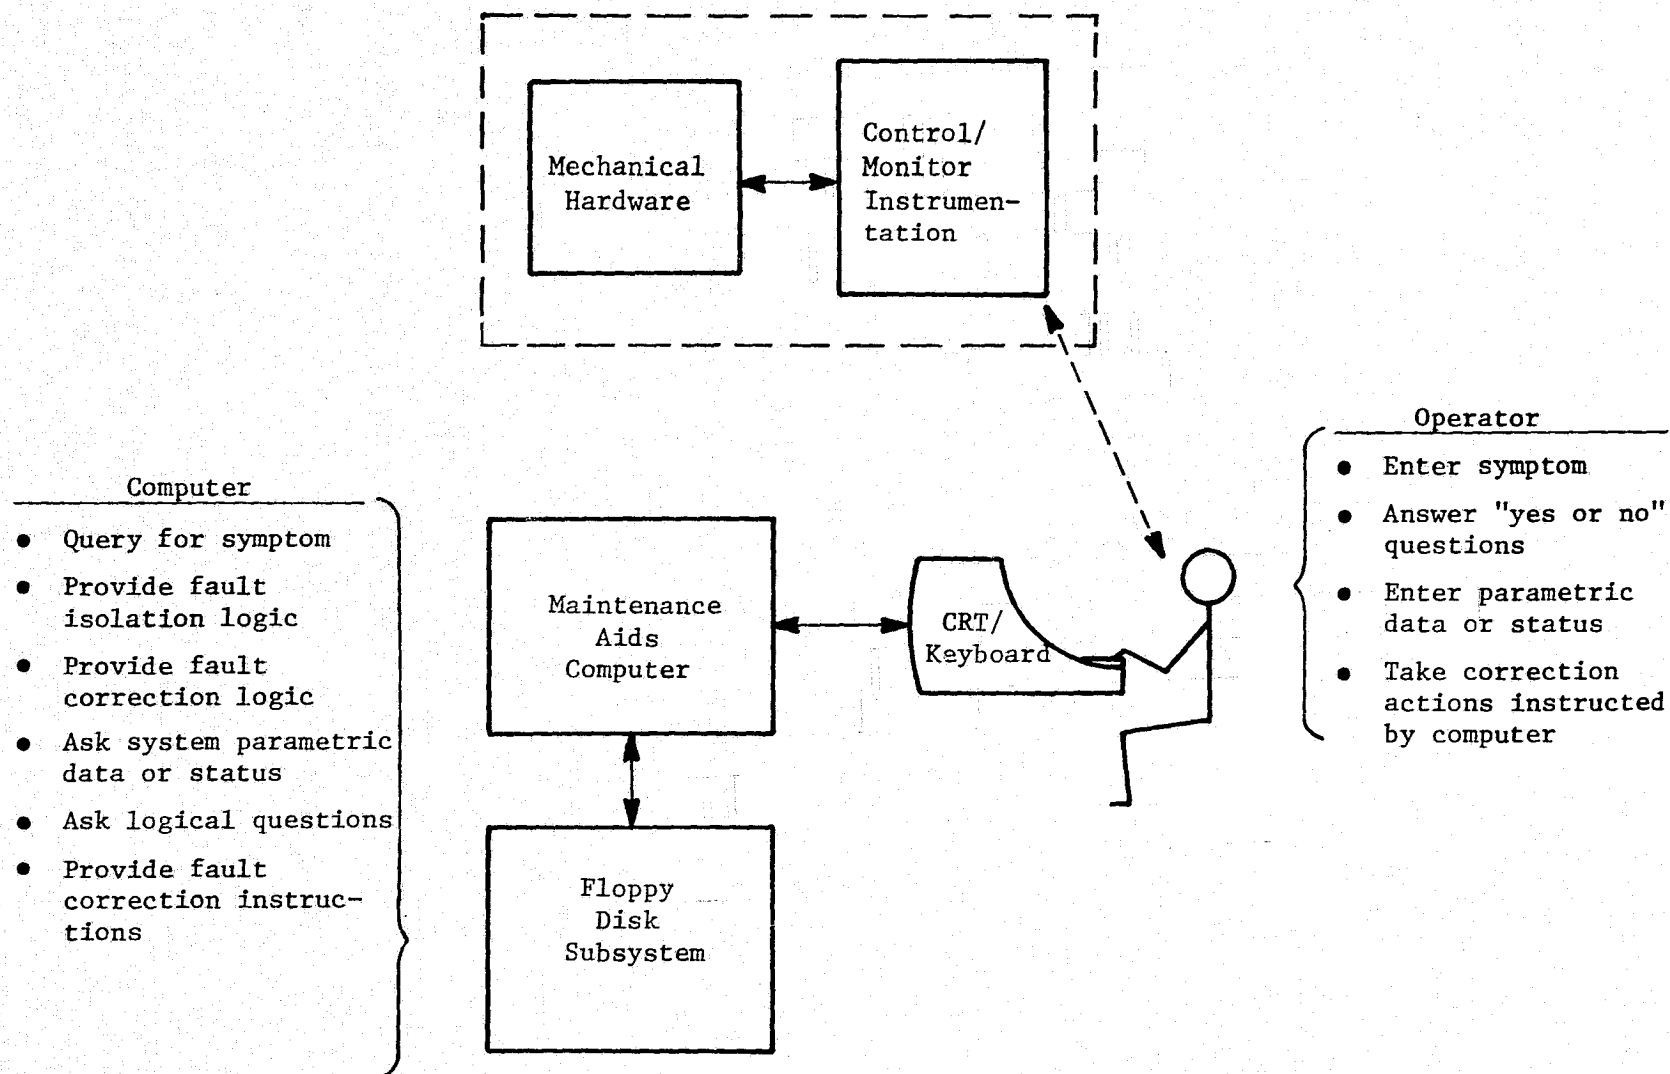 Mechanical
Hardware
Control/
Monitor
Instrumen-
tation
Computer
● Query for symptom
● Provide fault
isolation logic
● Provide fault
correction logic
● Ask system parametric
data or status
● Ask logical questions
● Provide fault
correction instruc-
tions
Maintenance
Aids
Computer
CRT/
Keyboard
Floppy
Disk
Subsystem
Operator
● Enter symptom
● Answer "yes or no"
questions
● Enter parametric
data or status
● Take correction
actions instructed
by computer